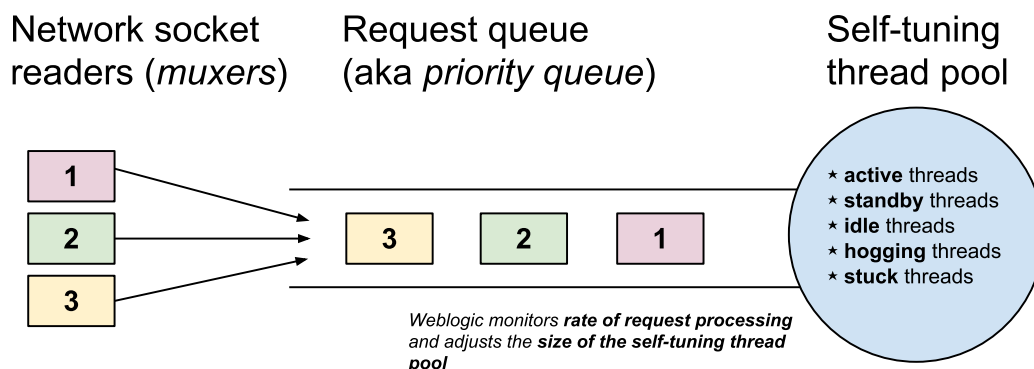 Network socket
readers (muxers)
Request queue
(aka priority queue)
Self-tuning
thread pool
1
2
3
3
2
1
★ active threads
★ standby threads
★ idle threads
★ hogging threads
★ stuck threads
Weblogic monitors rate of request processing
and adjusts the size of the self-tuning thread
pool